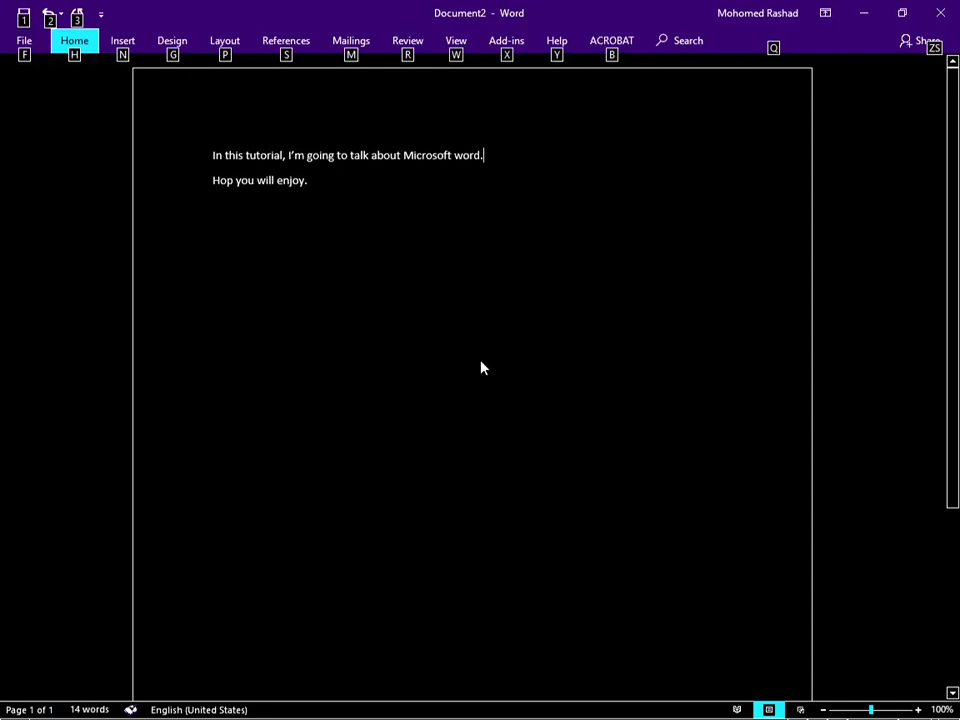 1 2 3
Document2 - Word
Mohomed Rashad
File Home Insert Design Layout References Mailings Review View Add-ins Help ACROBAT Search Share
F H N G P S M R W X Y B Q ZS
In this tutorial, I'm going to talk about Microsoft word.
Hop you will enjoy.
Page 1 of 1 14 words English (United States) 100%